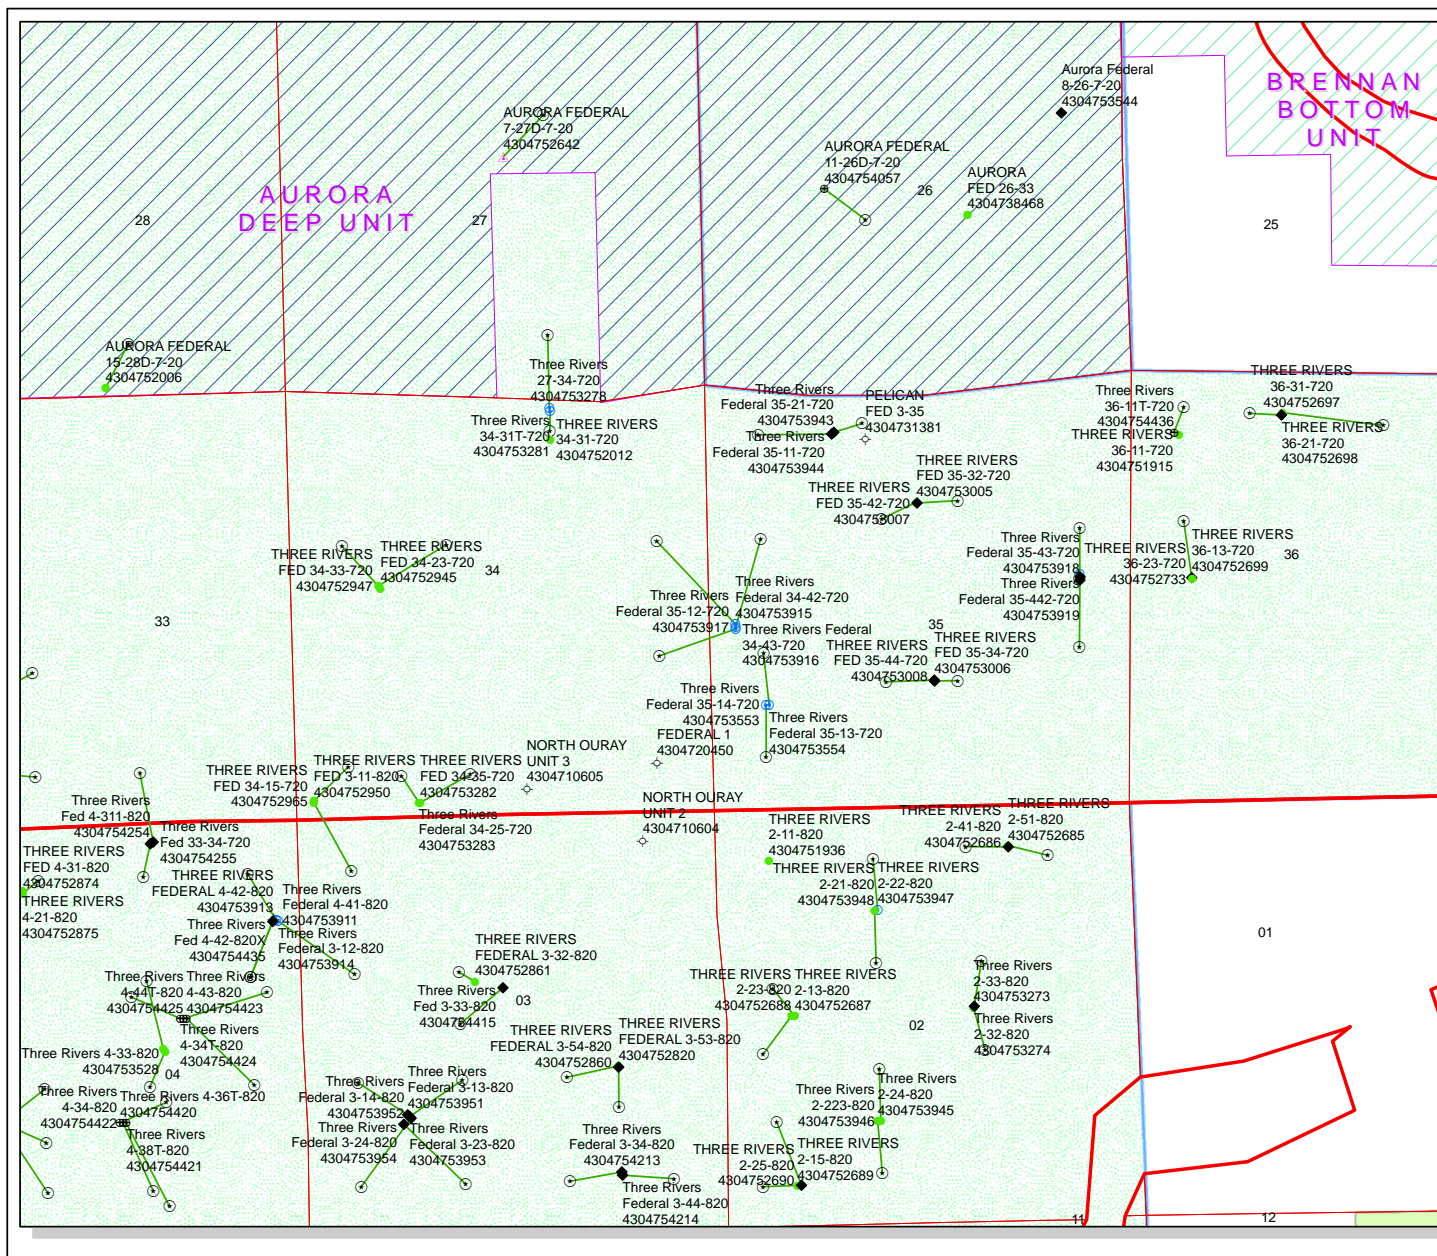 Aurora Federal
8-26-7-20
4304753544
BRENNAN
BOTTOM
UNIT
AURORA FEDERAL
7-27D-7-20
4304752642
AURORA FEDERAL
11-26D-7-20
4304754057
AURORA
FED 26-33
4304738468
AURORA
DEEP UNIT
28
27
26
25
AURORA FEDERAL
15-28D-7-20
4304752006
Three Rivers
27-34-720
4304753278
Three Rivers
34-31T-720
4304753281
THREE RIVERS
34-31-720
4304752012
Three Rivers
Federal 35-21-720
4304753943
Three Rivers
Federal 35-11-720
4304753944
PELICAN
FED 3-35
4304731381
Three Rivers
36-11T-720
4304754436
THREE RIVERS
36-11-720
4304751915
THREE RIVERS
36-31-720
4304752697
THREE RIVERS
36-21-720
4304752698
THREE RIVERS
FED 35-32-720
4304753005
THREE RIVERS
FED 35-42-720
4304753007
THREE RIVERS
FED 34-33-720
4304752947
THREE RIVERS
FED 34-23-720
4304752945
34
Three Rivers
Federal 35-43-720
4304753918
Three Rivers
Federal 35-442-720
4304753919
THREE RIVERS
36-23-720
4304752733
THREE RIVERS
36-13-720
4304752699
36
33
Three Rivers
Federal 35-12-720
4304753917
Three Rivers
Federal 34-42-720
4304753915
Three Rivers Federal
34-43-720
4304753916
35
THREE RIVERS
FED 35-44-720
4304753008
THREE RIVERS
FED 35-34-720
4304753006
Three Rivers
Federal 35-14-720
4304753553
Three Rivers
Federal 35-13-720
4304753554
FEDERAL 1
4304720450
NORTH OURAY
UNIT 3
4304710605
THREE RIVERS
FED 34-15-720
4304752965
THREE RIVERS
FED 3-11-820
4304752950
THREE RIVERS
FED 34-35-720
4304753282
Three Rivers
Federal 34-25-720
4304753283
NORTH OURAY
UNIT 2
4304710604
Three Rivers
Fed 4-311-820
4304754254
Three Rivers
Fed 33-34-720
4304754255
THREE RIVERS
FED 4-31-820
4304752874
THREE RIVERS
4-21-820
4304752875
THREE RIVERS
FEDERAL 4-42-820
4304753913
Three Rivers
Federal 4-41-820
4304753911
Three Rivers
Fed 4-42-820X
4304754435
Three Rivers
Federal 3-12-820
4304753914
THREE RIVERS
2-11-820
4304751936
THREE RIVERS
2-21-820
4304753948
THREE RIVERS
2-22-820
4304753947
THREE RIVERS
2-41-820
4304752686
THREE RIVERS
2-51-820
4304752685
01
THREE RIVERS
FEDERAL 3-32-820
4304752861
Three Rivers
Fed 3-33-820
4304754415
03
Three Rivers
4-44T-820
4304754425
Three Rivers
4-43-820
4304754423
Three Rivers
4-34T-820
4304754424
Three Rivers 4-33-820
4304753528
04
THREE RIVERS
2-23-820
4304752688
THREE RIVERS
2-13-820
4304752687
02
Three Rivers
2-33-820
4304753273
Three Rivers
2-32-820
4304753274
THREE RIVERS
FEDERAL 3-54-820
4304752860
THREE RIVERS
FEDERAL 3-53-820
4304752820
Three Rivers
4-34-820
4304754422
Three Rivers 4-36T-820
4304754420
Three Rivers
4-38T-820
4304754421
Three Rivers
Federal 3-14-820
4304753952
Three Rivers
Federal 3-13-820
4304753951
Three Rivers
Federal 3-24-820
4304753954
Three Rivers
Federal 3-23-820
4304753953
Three Rivers
Federal 3-34-820
4304754213
Three Rivers
Federal 3-44-820
4304754214
Three Rivers
2-223-820
4304753946
Three Rivers
2-24-820
4304753945
THREE RIVERS
2-25-820
4304752690
THREE RIVERS
2-15-820
4304752689
11
12